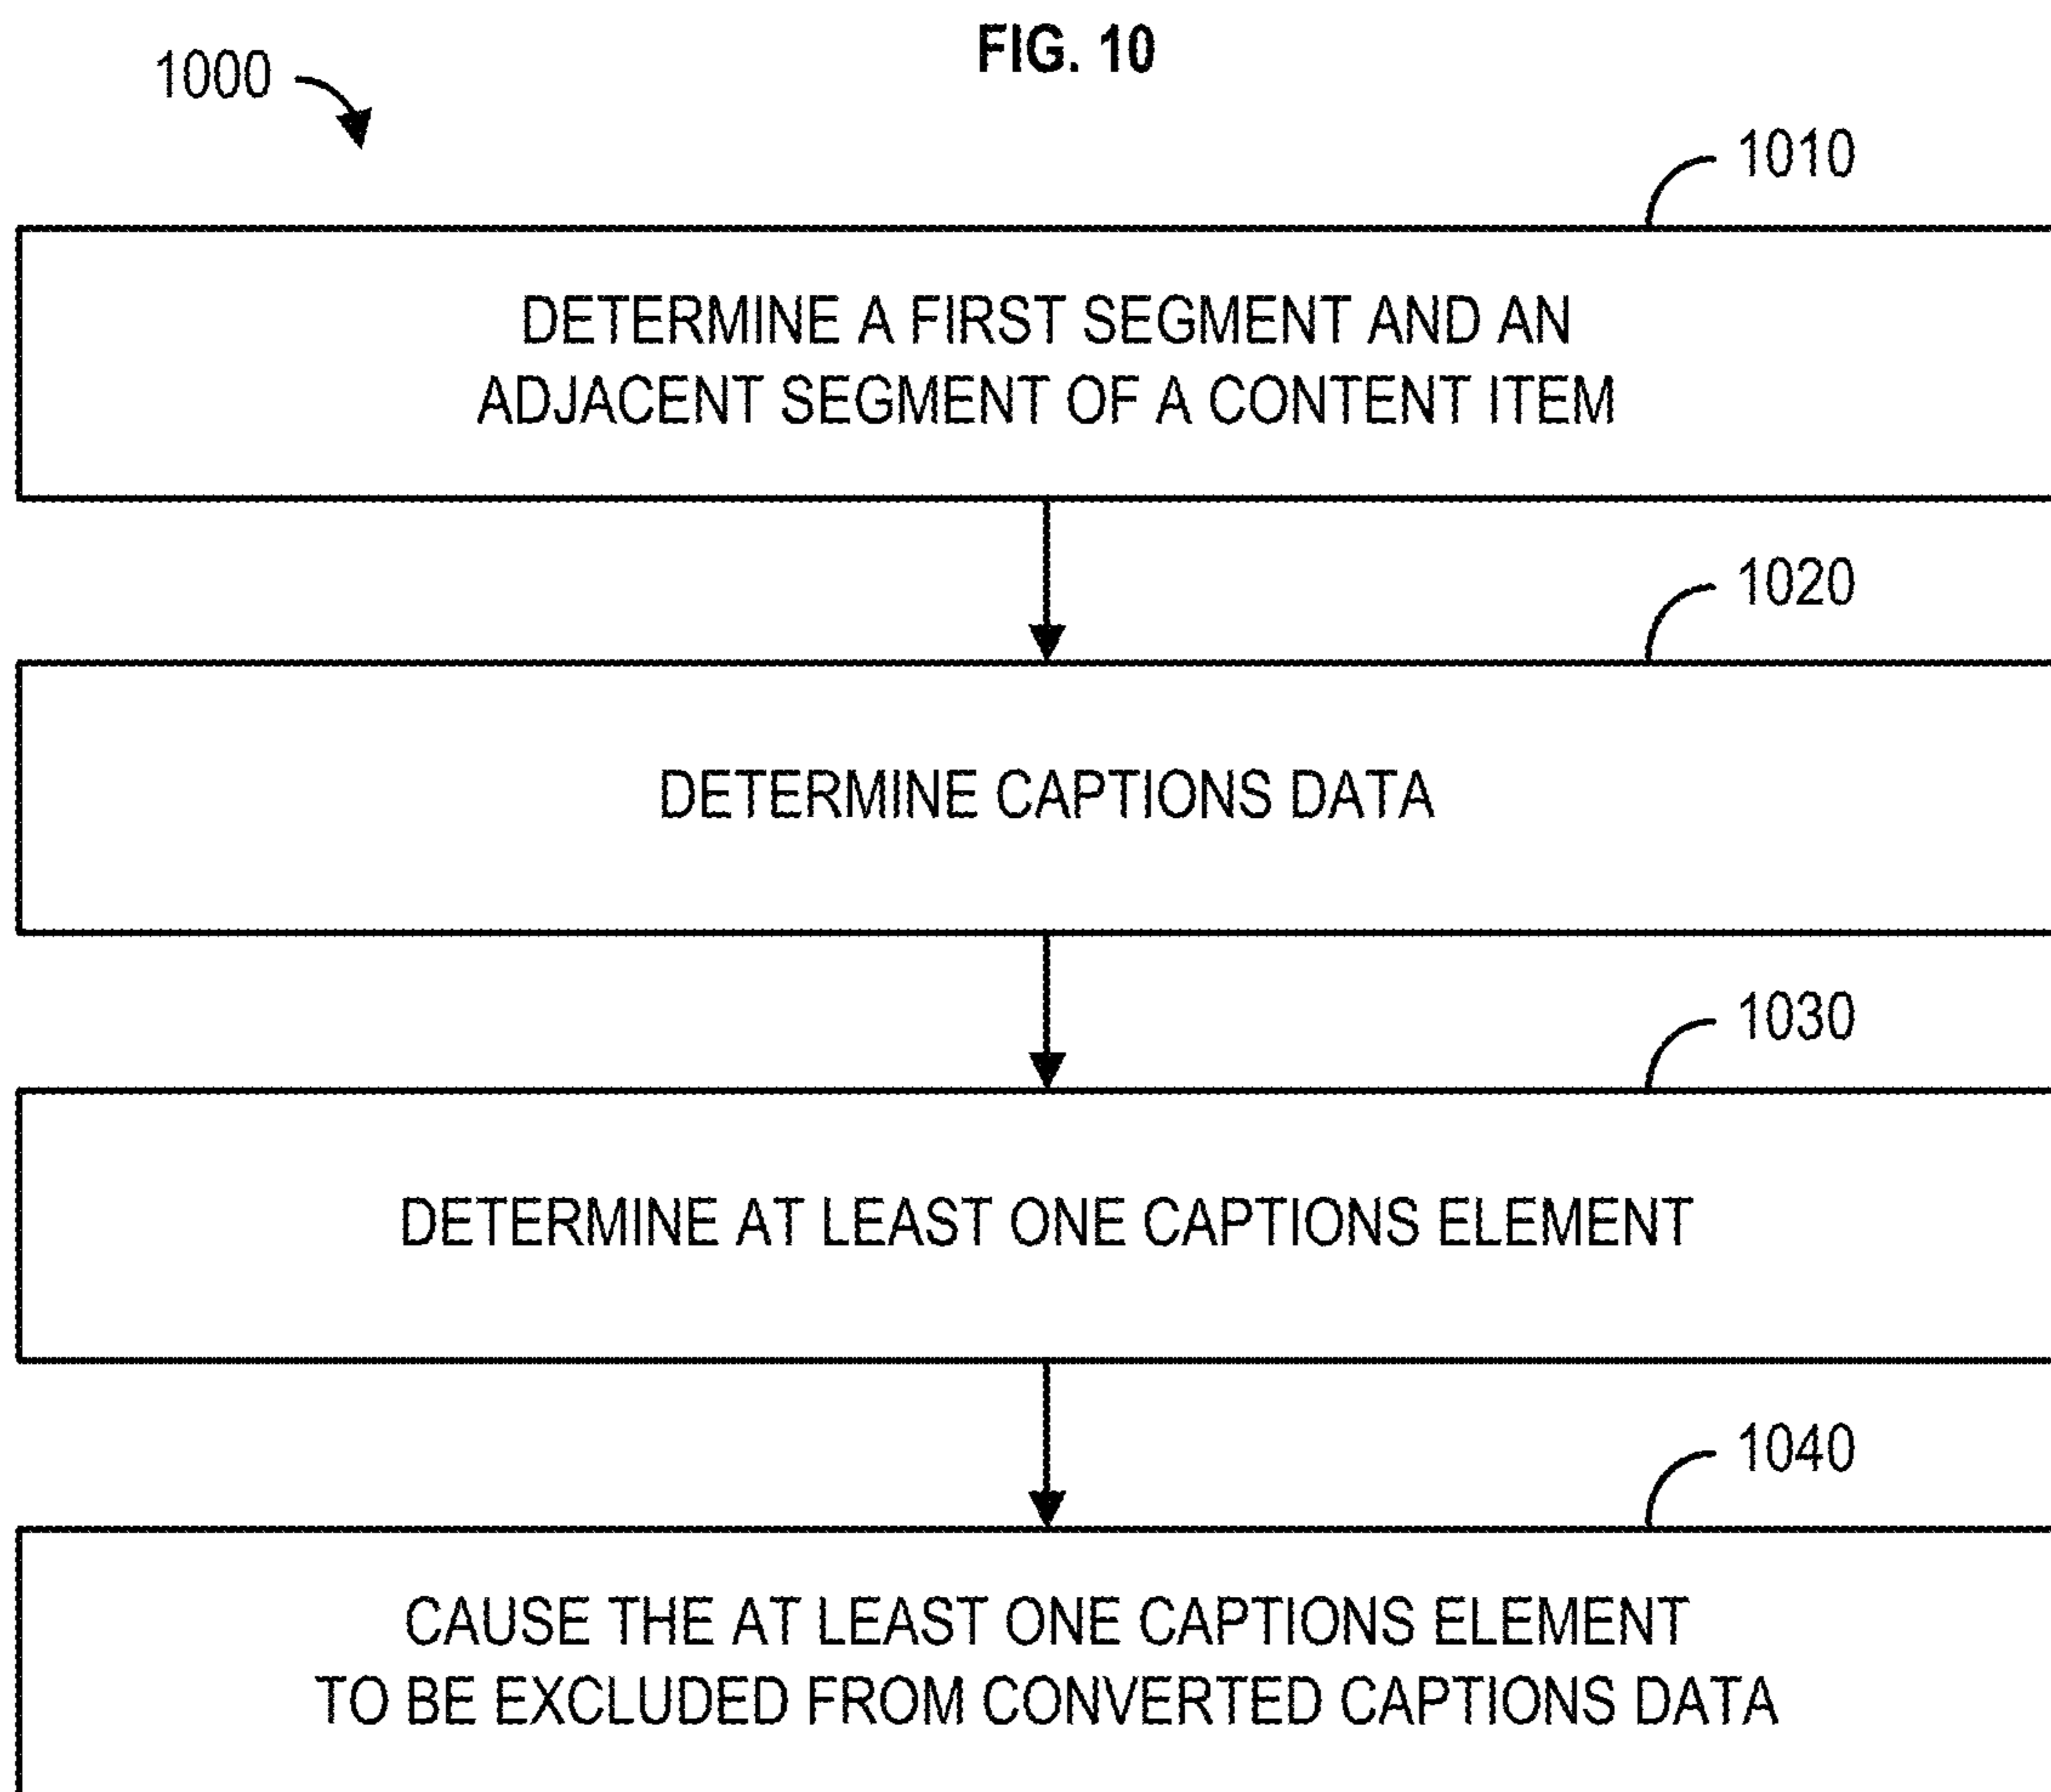 FIG. 10
1000
1010
DETERMINE A FIRST SEGMENT AND AN
ADJACENT SEGMENT OF A CONTENT ITEM
1020
DETERMINE CAPTIONS DATA
1030
DETERMINE AT LEAST ONE CAPTIONS ELEMENT
1040
CAUSE THE AT LEAST ONE CAPTIONS ELEMENT
TO BE EXCLUDED FROM CONVERTED CAPTIONS DATA